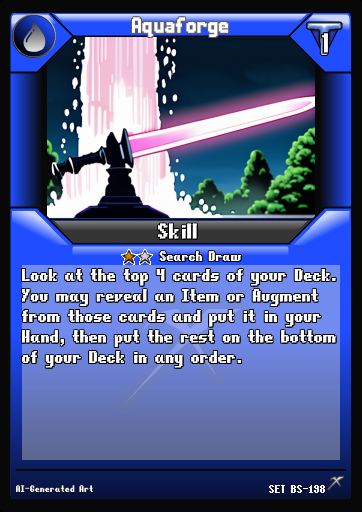 Aquaforge
1
Skill
Search Draw
Look at the top 4 cards of your Deck.
You may reveal an Item or Augment
from those cards and put it in your
Hand, then put the rest on the bottom
of your Deck in any order.
AI-Generated Art
SET BS-198